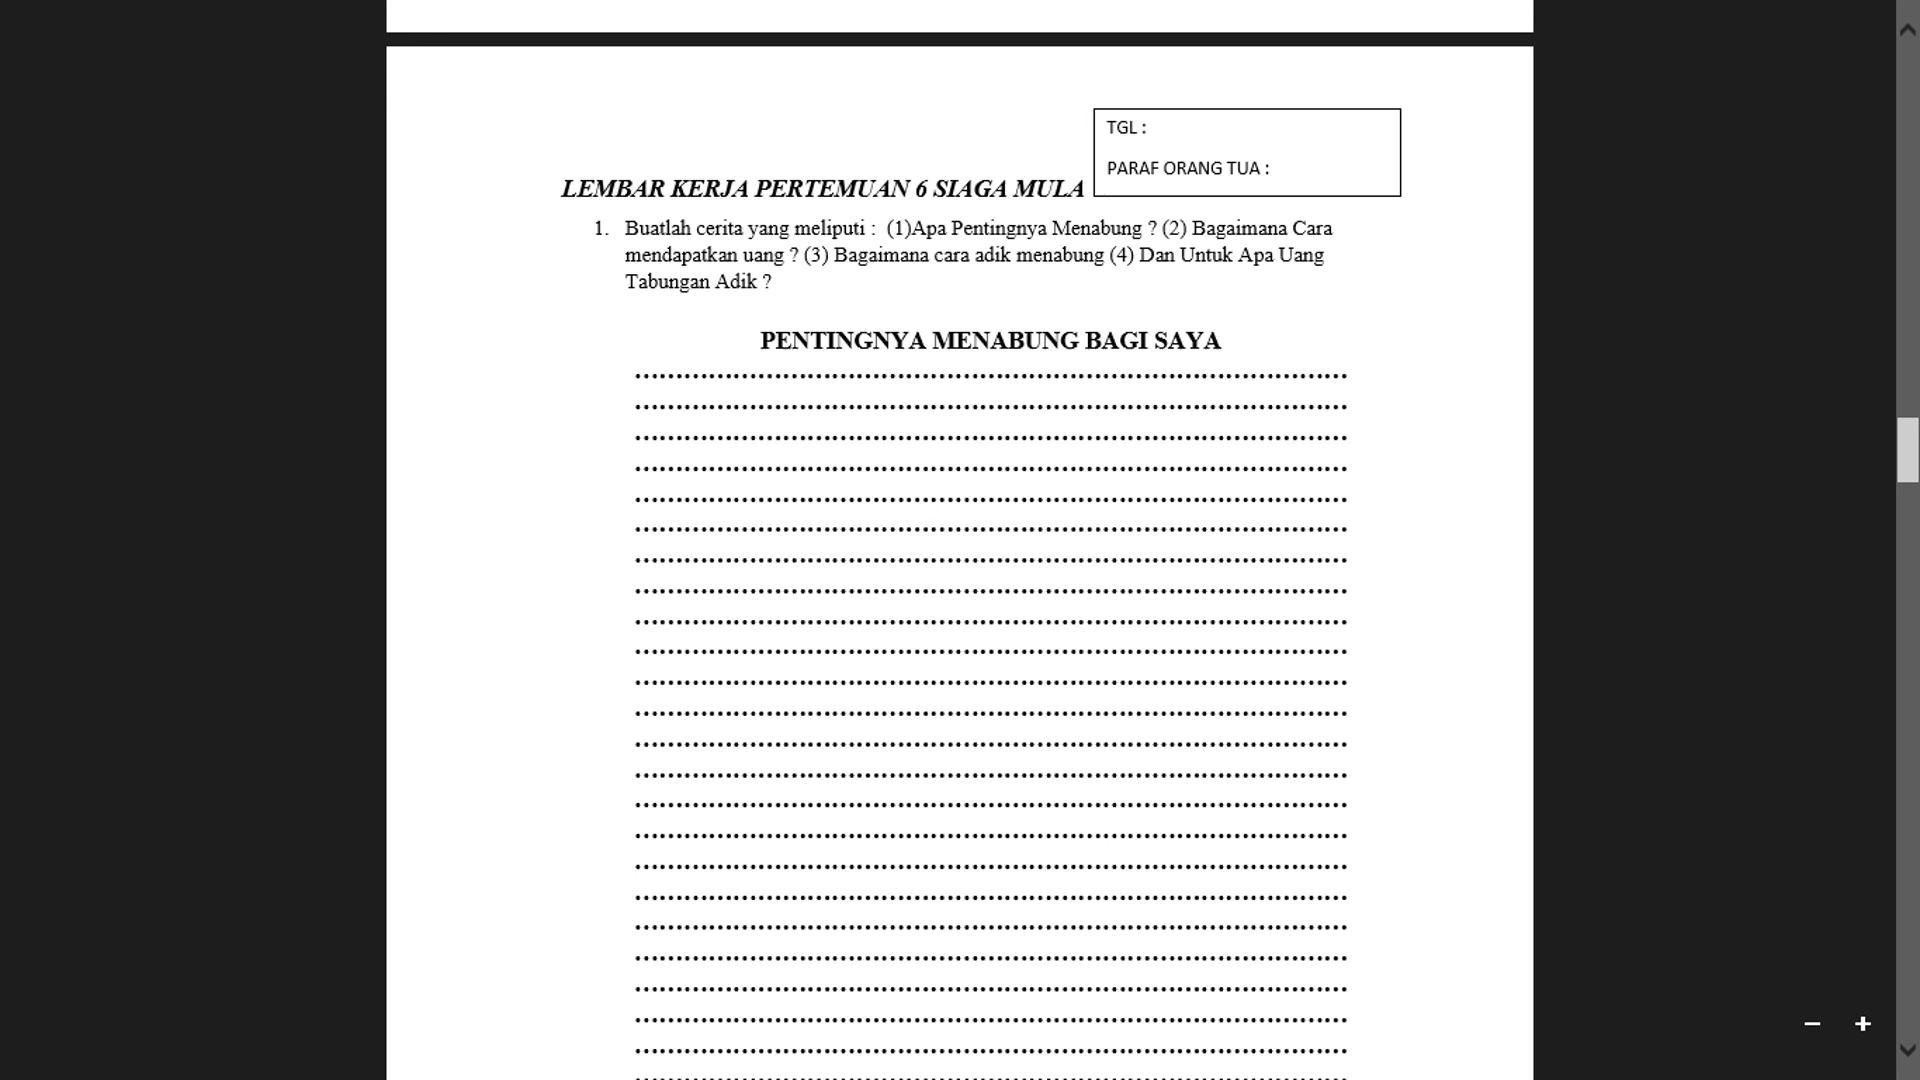 TGL :
PARAF ORANG TUA :
LEMBAR KERJA PERTEMUAN 6 SIAGA MULA
1. Buatlah cerita yang meliputi : (1)Apa Pentingnya Menabung ? (2) Bagaimana Cara
mendapatkan uang ? (3) Bagaimana cara adik menabung (4) Dan Untuk Apa Uang
Tabungan Adik ?
PENTINGNYA MENABUNG BAGI SAYA